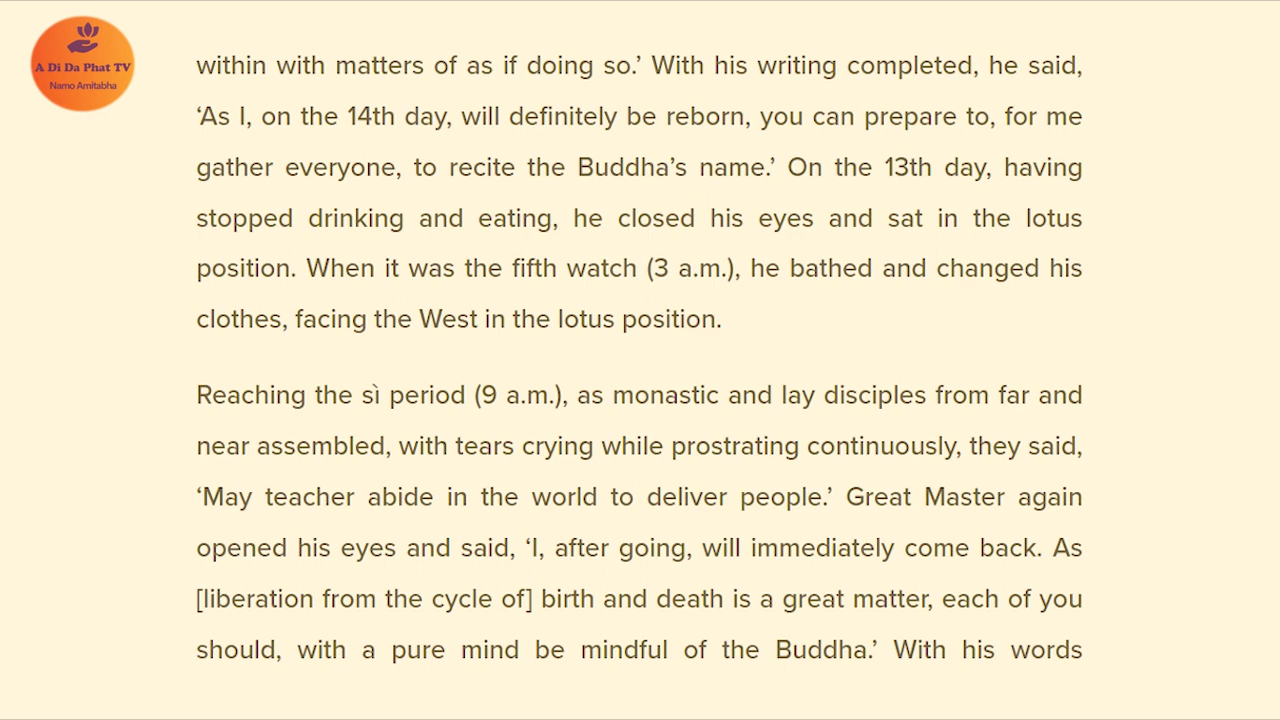 A Di Da Phat TV
Namo Amitabha
within with matters of as if doing so.’ With his writing completed, he said,
‘As I, on the 14th day, will definitely be reborn, you can prepare to, for me
gather everyone, to recite the Buddha’s name.’ On the 13th day, having
stopped drinking and eating, he closed his eyes and sat in the lotus
position. When it was the fifth watch (3 a.m.), he bathed and changed his
clothes, facing the West in the lotus position.
Reaching the sì period (9 a.m.), as monastic and lay disciples from far and
near assembled, with tears crying while prostrating continuously, they said,
‘May teacher abide in the world to deliver people.’ Great Master again
opened his eyes and said, ‘I, after going, will immediately come back. As
[liberation from the cycle of] birth and death is a great matter, each of you
should, with a pure mind be mindful of the Buddha.’ With his words